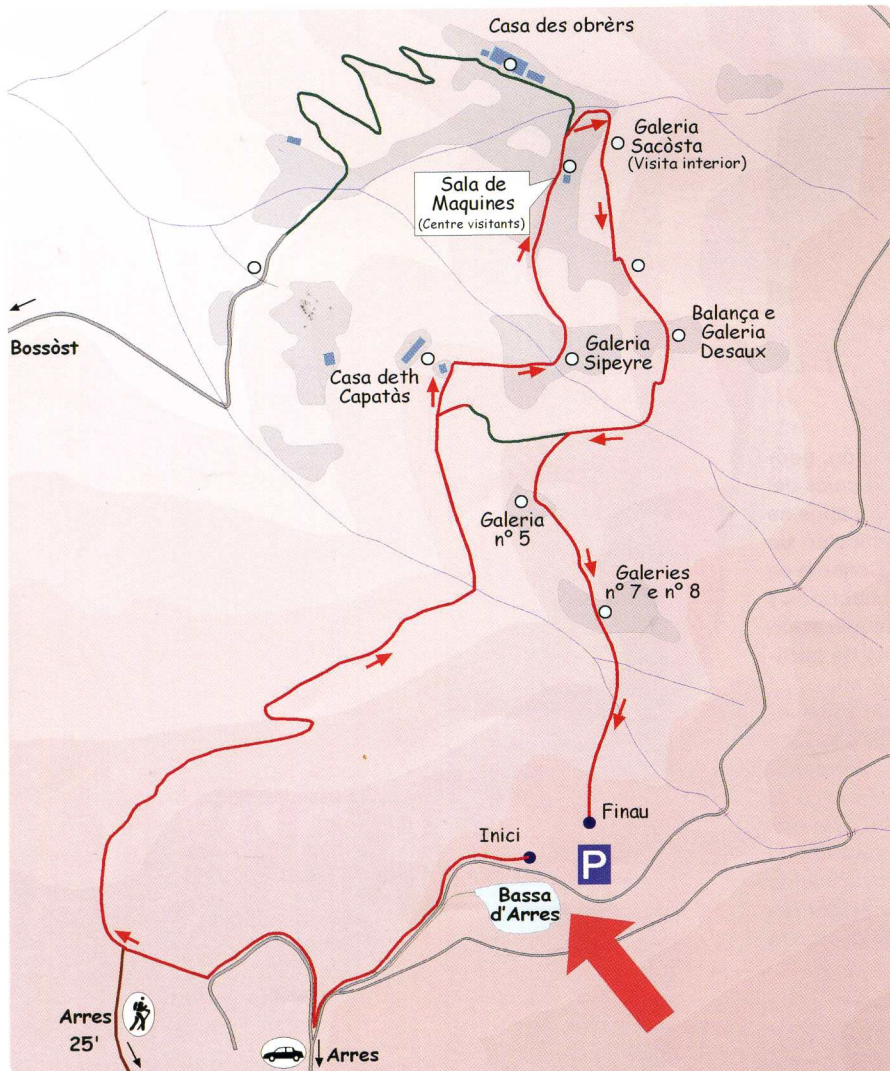 Casa des obrèrs
Galeria
Sacòsta
(Visita interior)
Sala de
Maquines
(Centre visitants)
Bossòst
Balança e
Galeria
Desaux
Galeria
Sipeyre
Casa deth
Capatàs
Galeria
nº 5
Galeries
nº 7 e nº 8
Finau
Inici
P
Bassa
d'Arres
Arres
25'
Arres